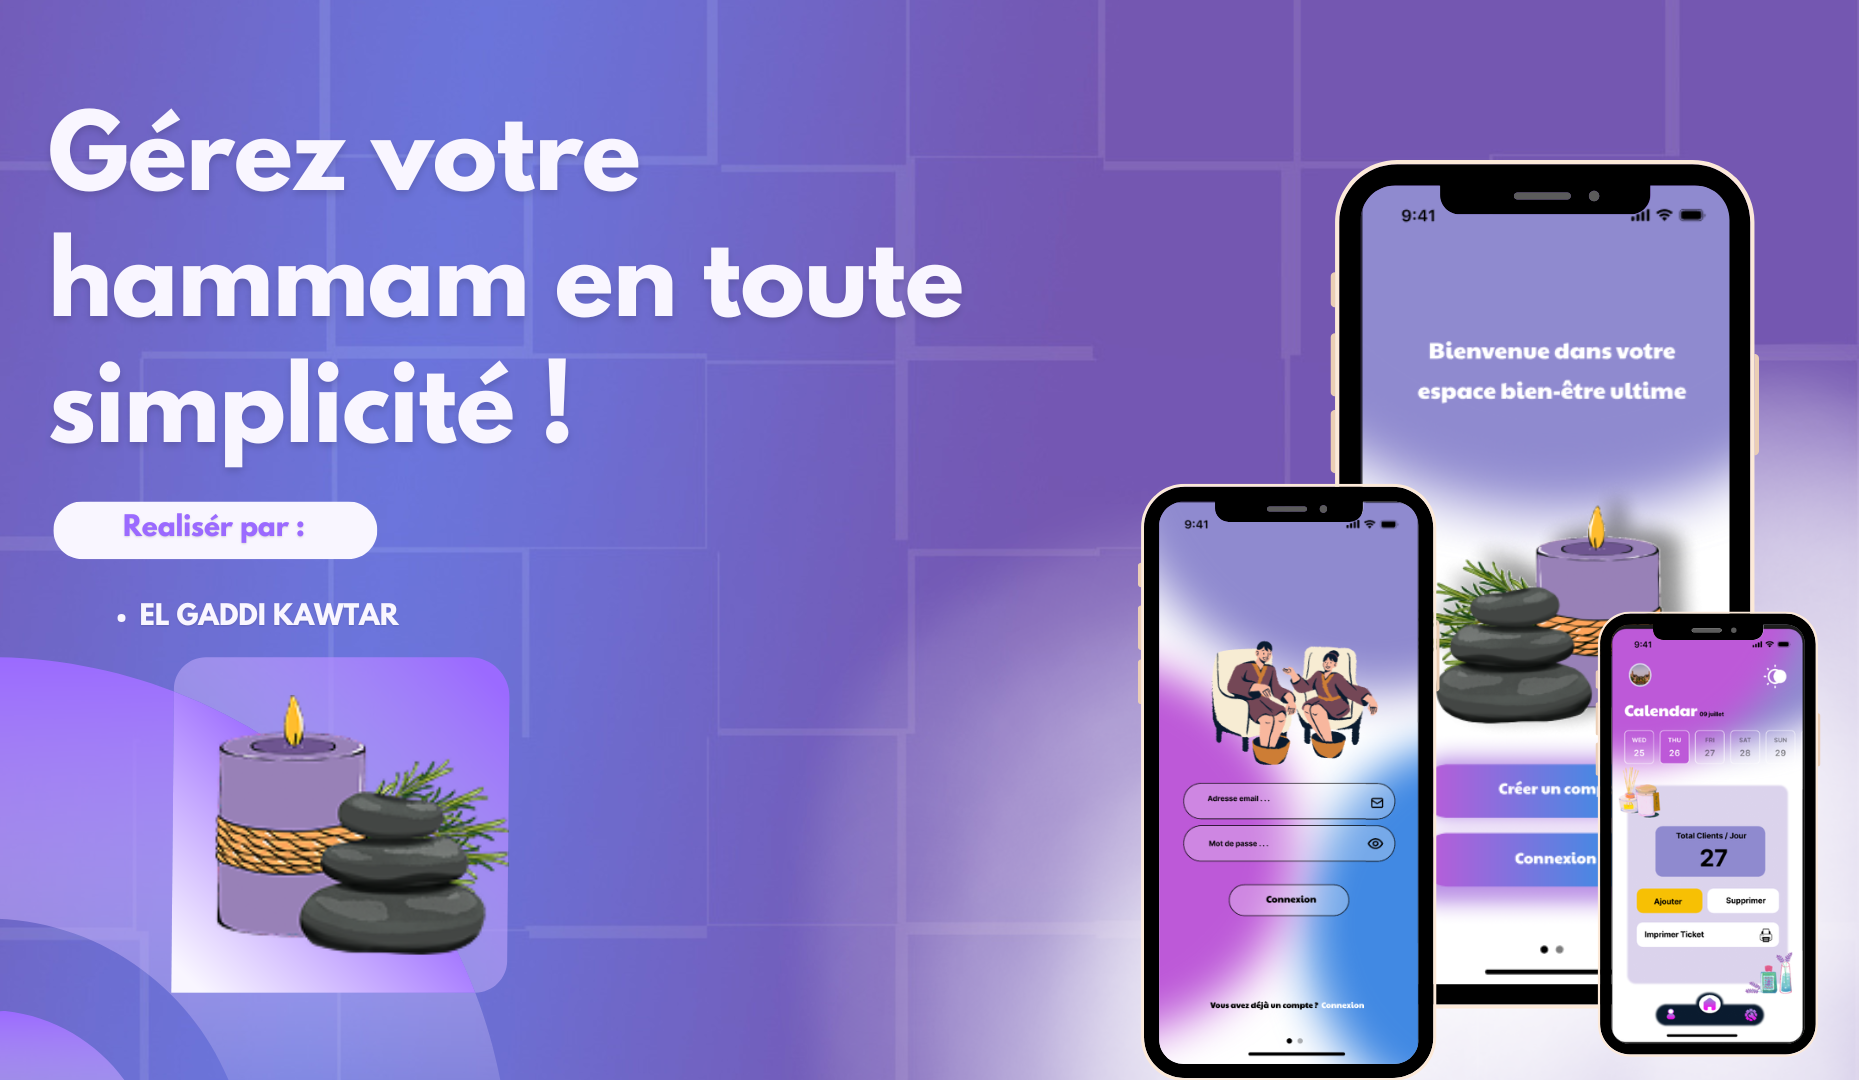 Gérez votre
hammam en toute
simplicité !
Realisér par :
• EL GADDI KAWTAR
9:41
Bienvenue dans votre
espace bien-être ultime
Créer un
Connexion
9:41
Adresse email . . .
Mot de passe . . .
Connexion
Vous avez déjà un compte ? Connexion
9:41
Calendar 09 juillet
WED THU FRI SAT SUN
25 26 27 28 29
Total Clients / Jour
27
Ajouter Supprimer
Imprimer Ticket